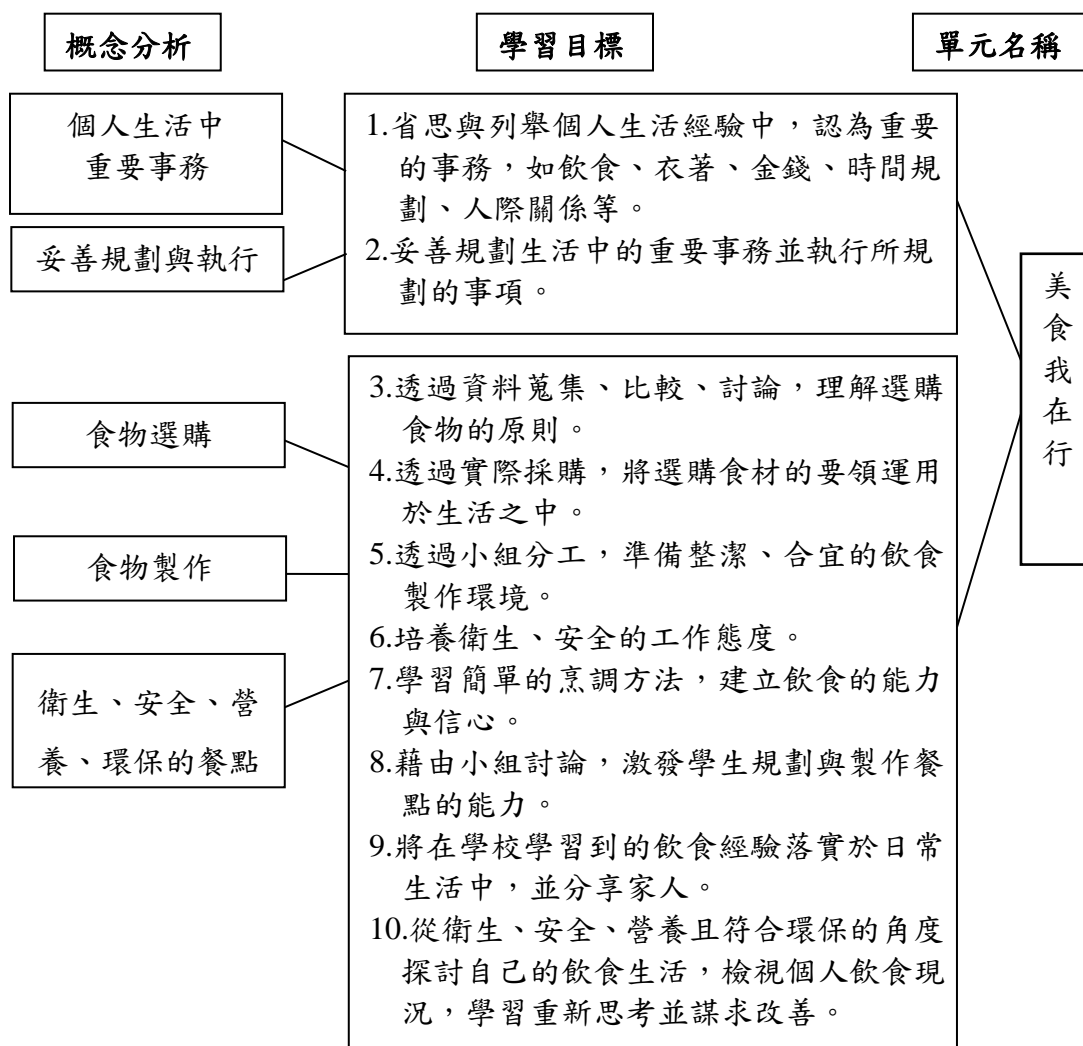 概念分析
學習目標
單元名稱
個人生活中
重要事務
妥善規劃與執行
1.省思與列舉個人生活經驗中，認為重要
的事務，如飲食、衣著、金錢、時間規
劃、人際關係等。
2.妥善規劃生活中的重要事務並執行所規
劃的事項。
食物選購
食物製作
衛生、安全、營
養、環保的餐點
3.透過資料蒐集、比較、討論，理解選購
食物的原則。
4.透過實際採購，將選購食材的要領運用
於生活之中。
5.透過小組分工，準備整潔、合宜的飲食
製作環境。
6.培養衛生、安全的工作態度。
7.學習簡單的烹調方法，建立飲食的能力
與信心。
8.藉由小組討論，激發學生規劃與製作餐
點的能力。
9.將在學校學習到的飲食經驗落實於日常
生活中，並分享家人。
10.從衛生、安全、營養且符合環保的角度
探討自己的飲食生活，檢視個人飲食現
況，學習重新思考並謀求改善。
美食我在行